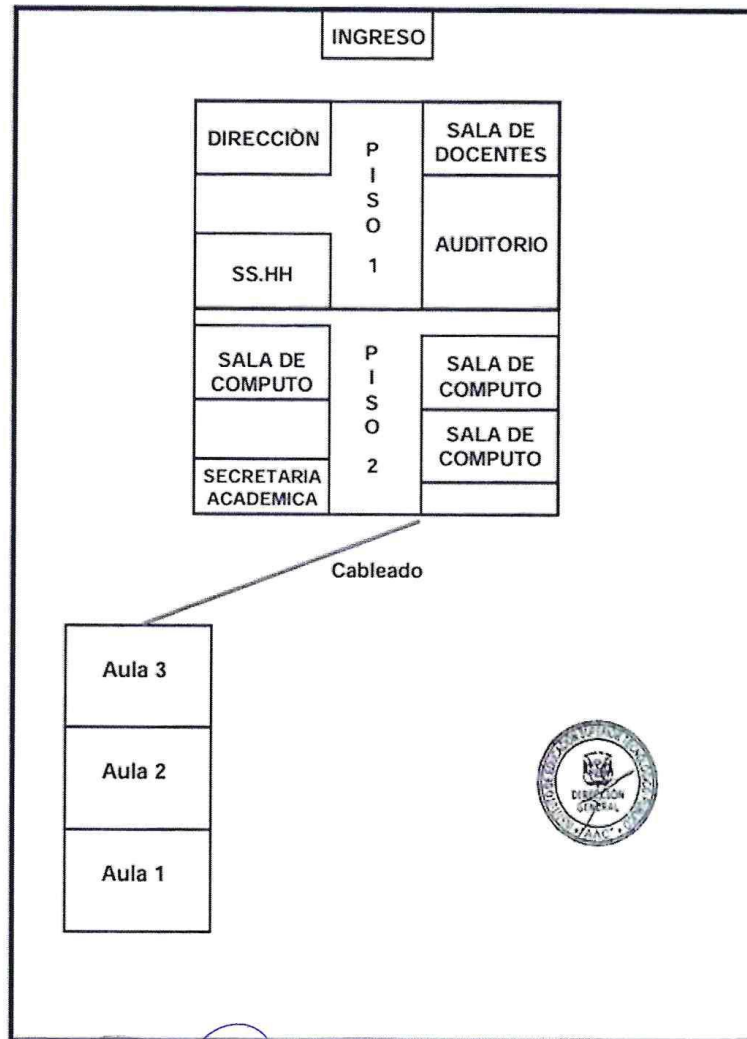 INGRESO
DIRECCIÒN
SALA DE
DOCENTES
P
I
S
O
1
AUDITORIO
SS.HH
SALA DE
COMPUTO
P
I
S
O
2
SALA DE
COMPUTO
SALA DE
COMPUTO
SECRETARIA
ACADEMICA
Cableado
Aula 3
Aula 2
Aula 1
DIRECCIÓN
GENERAL